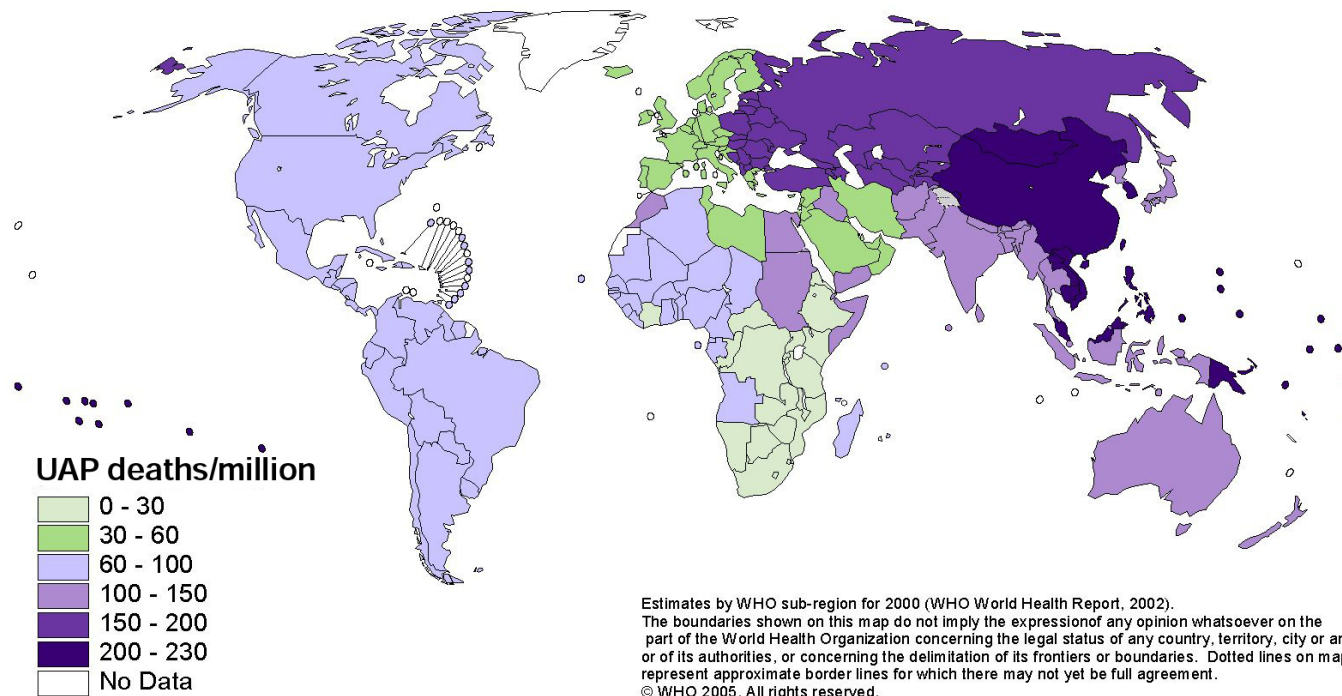 UAP deaths/million
0 - 30
30 - 60
60 - 100
100 - 150
150 - 200
200 - 230
No Data
Estimates by WHO sub-region for 2000 (WHO World Health Report, 2002).
The boundaries shown on this map do not imply the expressionof any opinion whatsoever on the
part of the World Health Organization concerning the legal status of any country, territory, city or
or of its authorities, or concerning the delimitation of its frontiers or boundaries. Dotted lines on
represent approximate border lines for which there may not yet be full agreement.
© WHO 2005. All rights reserved.